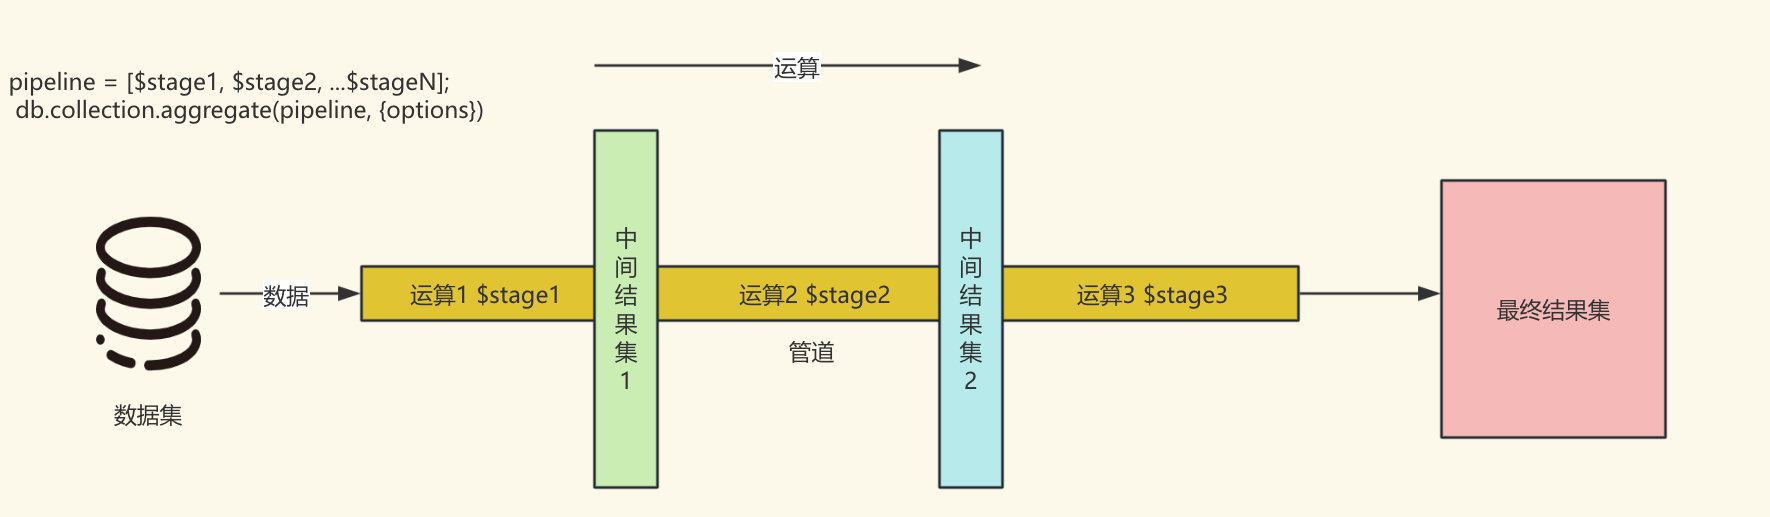 pipeline = [$stage1, $stage2, ...$stageN];
db.collection.aggregate(pipeline, {options})
运算
数据集
数据
运算1 $stage1
中间结果集1
运算2 $stage2
管道
中间结果集2
运算3 $stage3
最终结果集